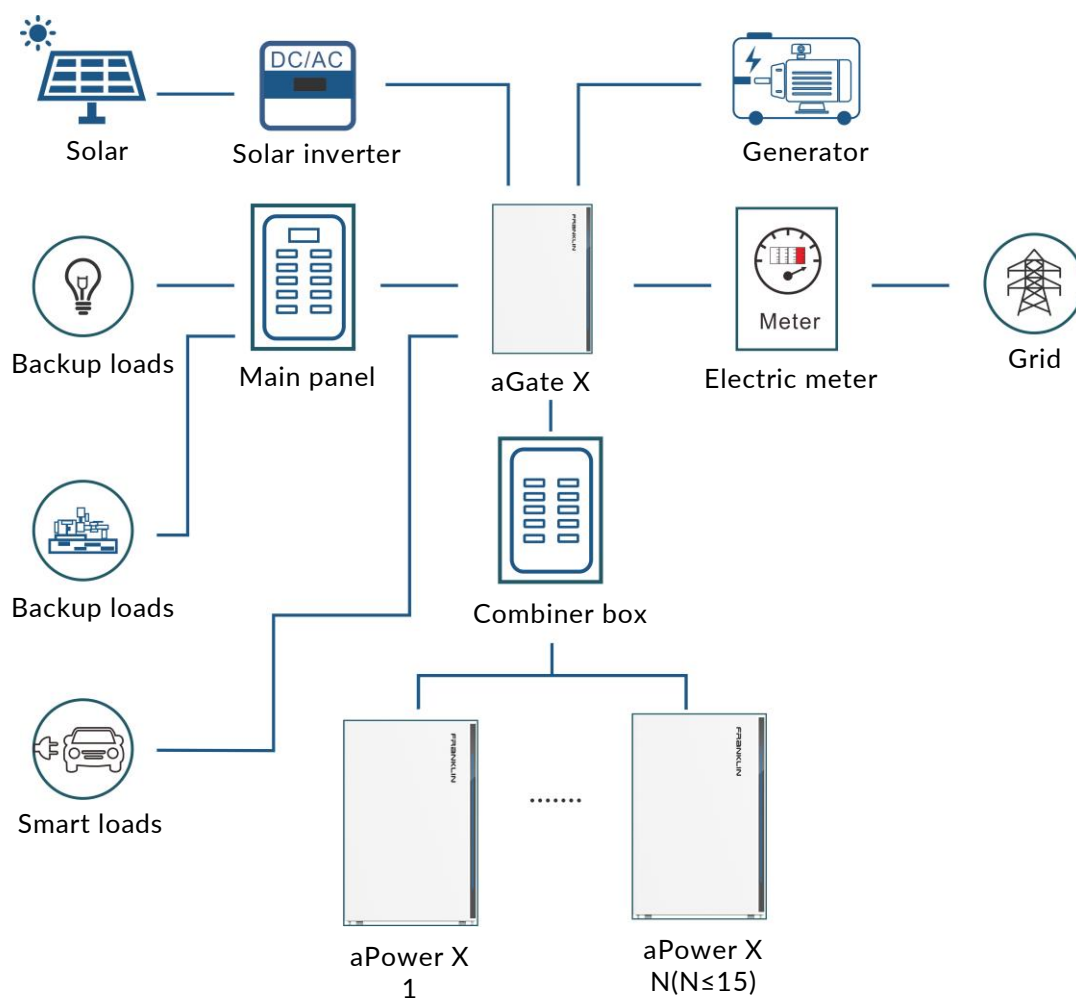 DC/AC
Solar
Solar inverter
Generator
FRANKLIN
Meter
Backup loads
Main panel
aGate X
Electric meter
Grid
Backup loads
Combiner box
Smart loads
FRANKLIN
.......
FRANKLIN
aPower X
1
aPower X
N(N≤15)